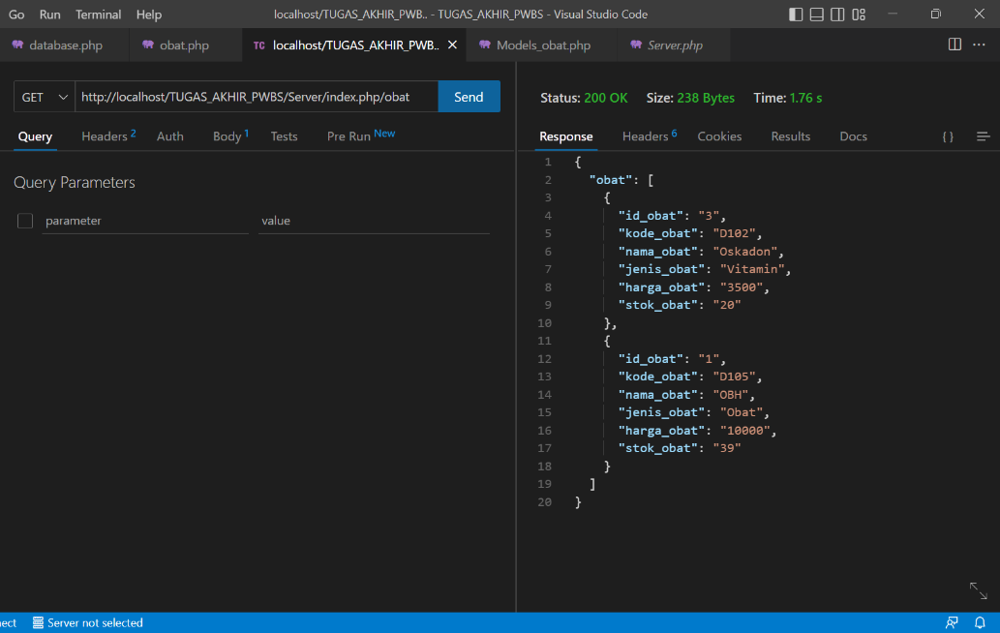 Go Run Terminal Help localhost/TUGAS_AKHIR_PWB.. - TUGAS_AKHIR_PWBS - Visual Studio Code
database.php obat.php TC localhost/TUGAS_AKHIR_PWB.. Models_obat.php Server.php
GET http://localhost/TUGAS_AKHIR_PWBS/Server/index.php/obat Send
Query Headers 2 Auth Body 1 Tests Pre Run New
Query Parameters
parameter value
Status: 200 OK Size: 238 Bytes Time: 1.76 s
Response Headers 6 Cookies Results Docs { }
1 {
2 "obat": [
3 {
4 "id_obat": "3",
5 "kode_obat": "D102",
6 "nama_obat": "Oskadon",
7 "jenis_obat": "Vitamin",
8 "harga_obat": "3500",
9 "stok_obat": "20"
10 },
11 {
12 "id_obat": "1",
13 "kode_obat": "D105",
14 "nama_obat": "OBH",
15 "jenis_obat": "Obat",
16 "harga_obat": "10000",
17 "stok_obat": "39"
18 }
19 ]
20 }
ect Server not selected